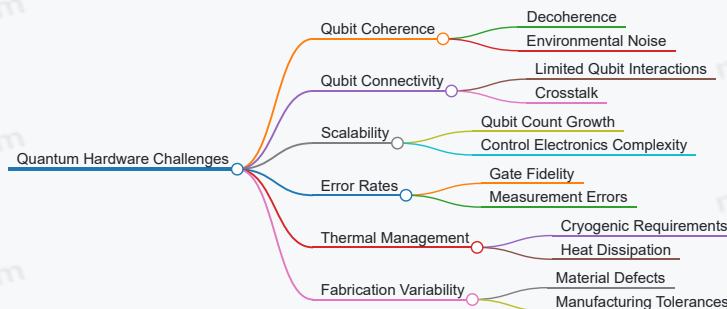 Quantum Hardware Challenges
Qubit Coherence
Decoherence
Environmental Noise
Qubit Connectivity
Limited Qubit Interactions
Crosstalk
Scalability
Qubit Count Growth
Control Electronics Complexity
Error Rates
Gate Fidelity
Measurement Errors
Thermal Management
Cryogenic Requirements
Heat Dissipation
Fabrication Variability
Material Defects
Manufacturing Tolerances